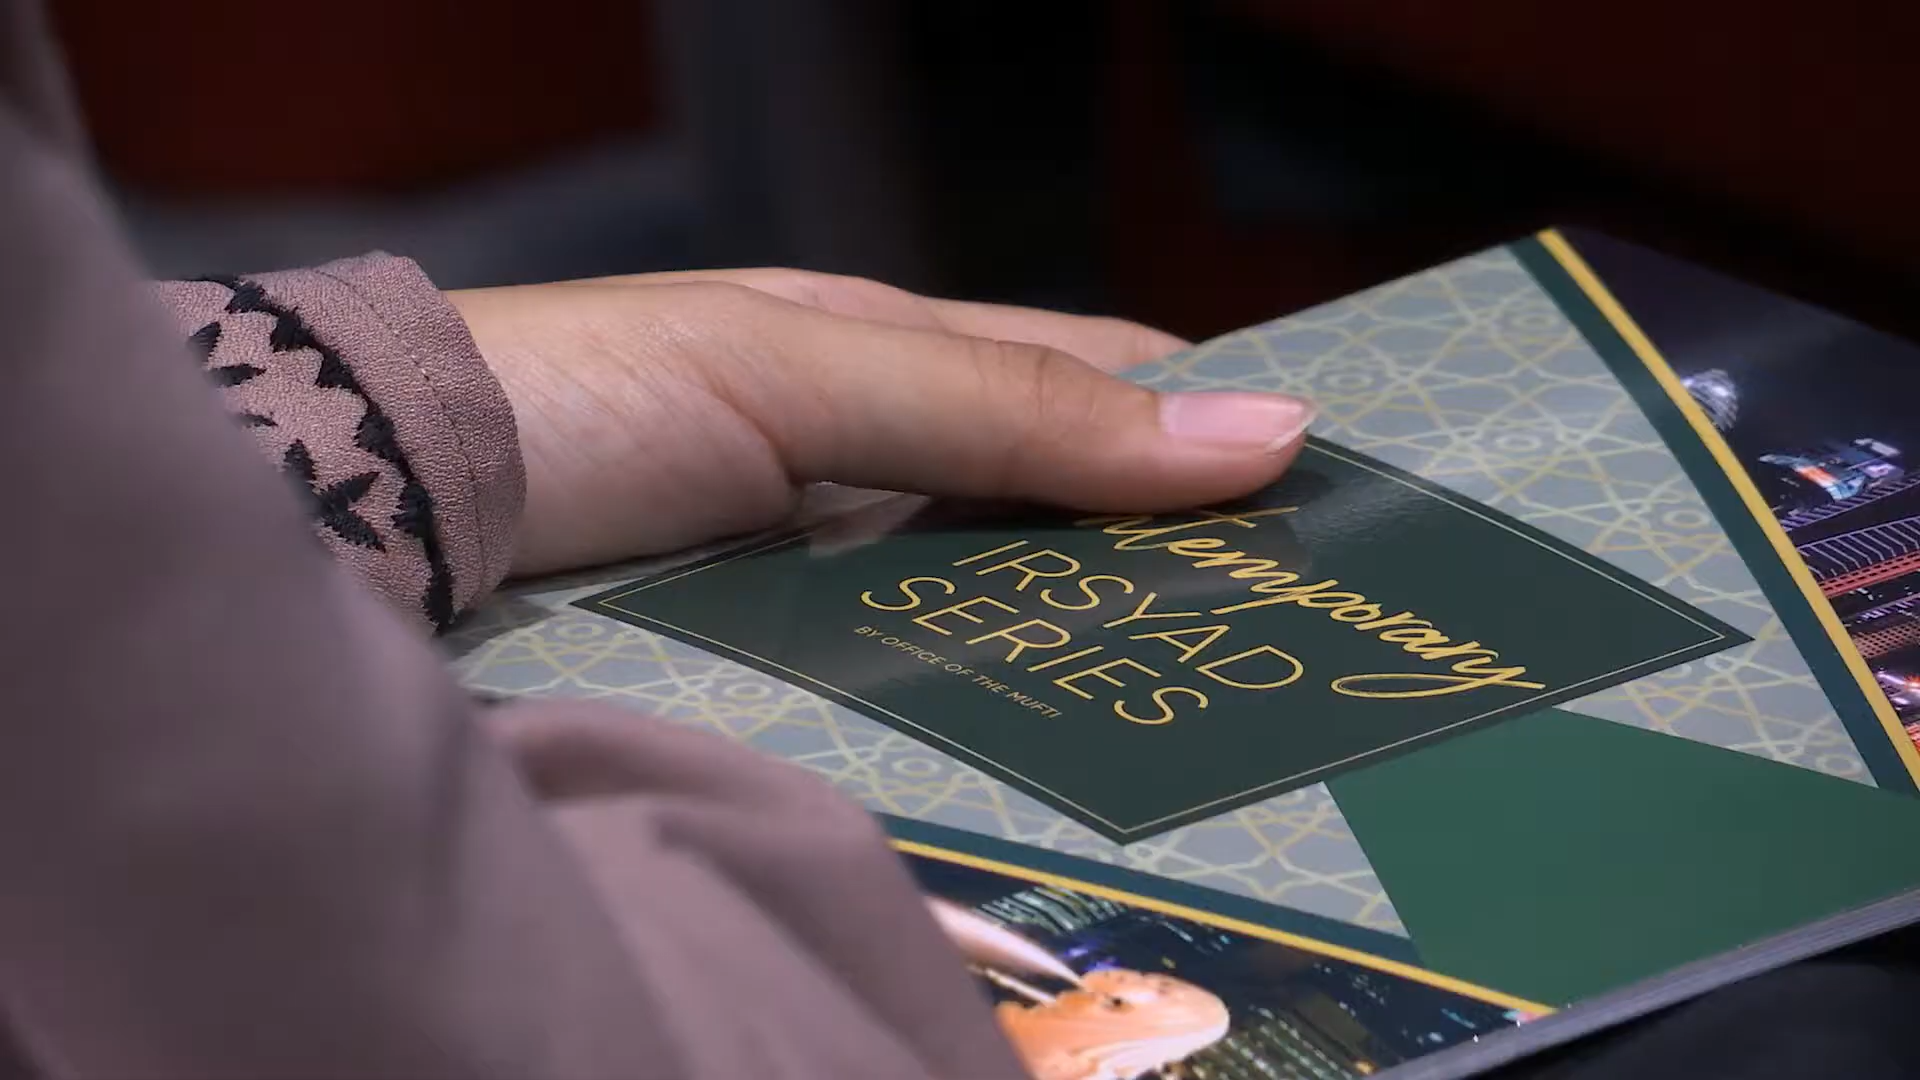 ntemporary
IRSYAD
SERIES
BY OFFICE OF THE MUFTI